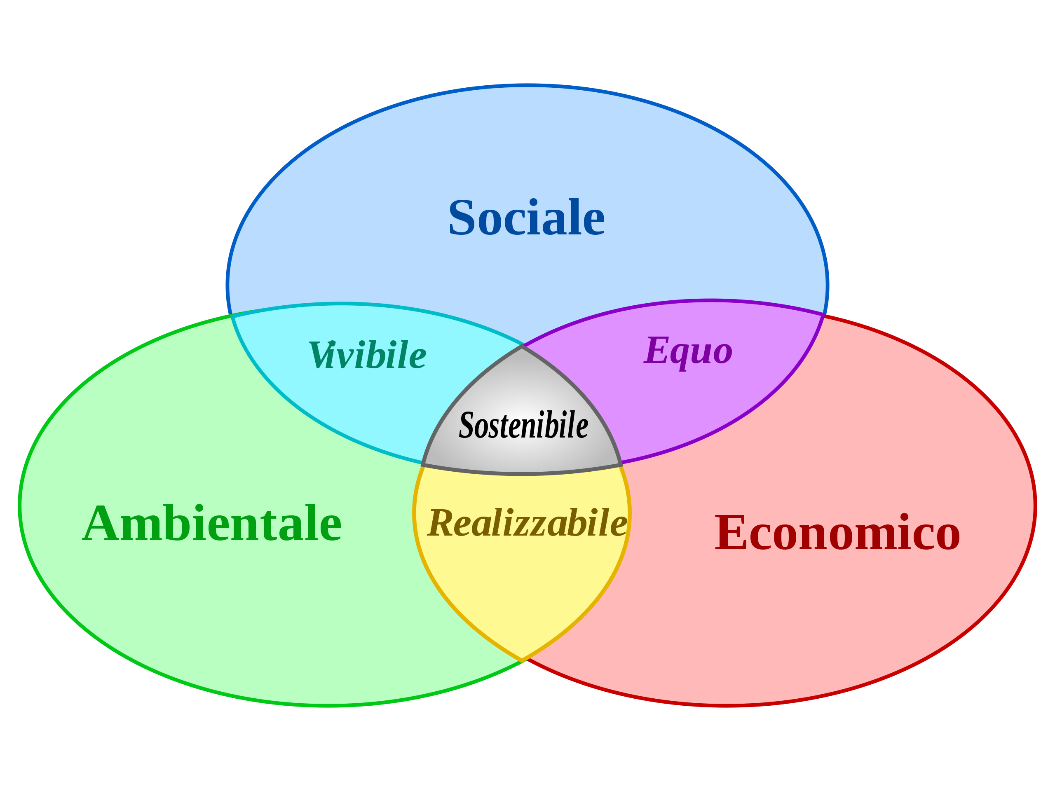 Sociale
Vivibile
Equo
Sostenibile
Ambientale
Realizzabile
Economico